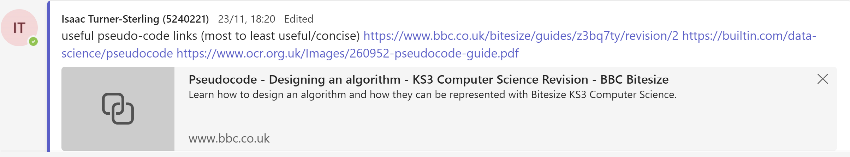 IT
Isaac Turner-Sterling (5240221) 23/11, 18:20 Edited
useful pseudo-code links (most to least useful/concise) https://www.bbc.co.uk/bitesize/guides/z3bq7ty/revision/2 https://builtin.com/data-
science/pseudocode https://www.ocr.org.uk/Images/260952-pseudocode-guide.pdf
Pseudocode - Designing an algorithm - KS3 Computer Science Revision - BBC Bitesize
Learn how to design an algorithm and how they can be represented with Bitesize KS3 Computer Science.
www.bbc.co.uk